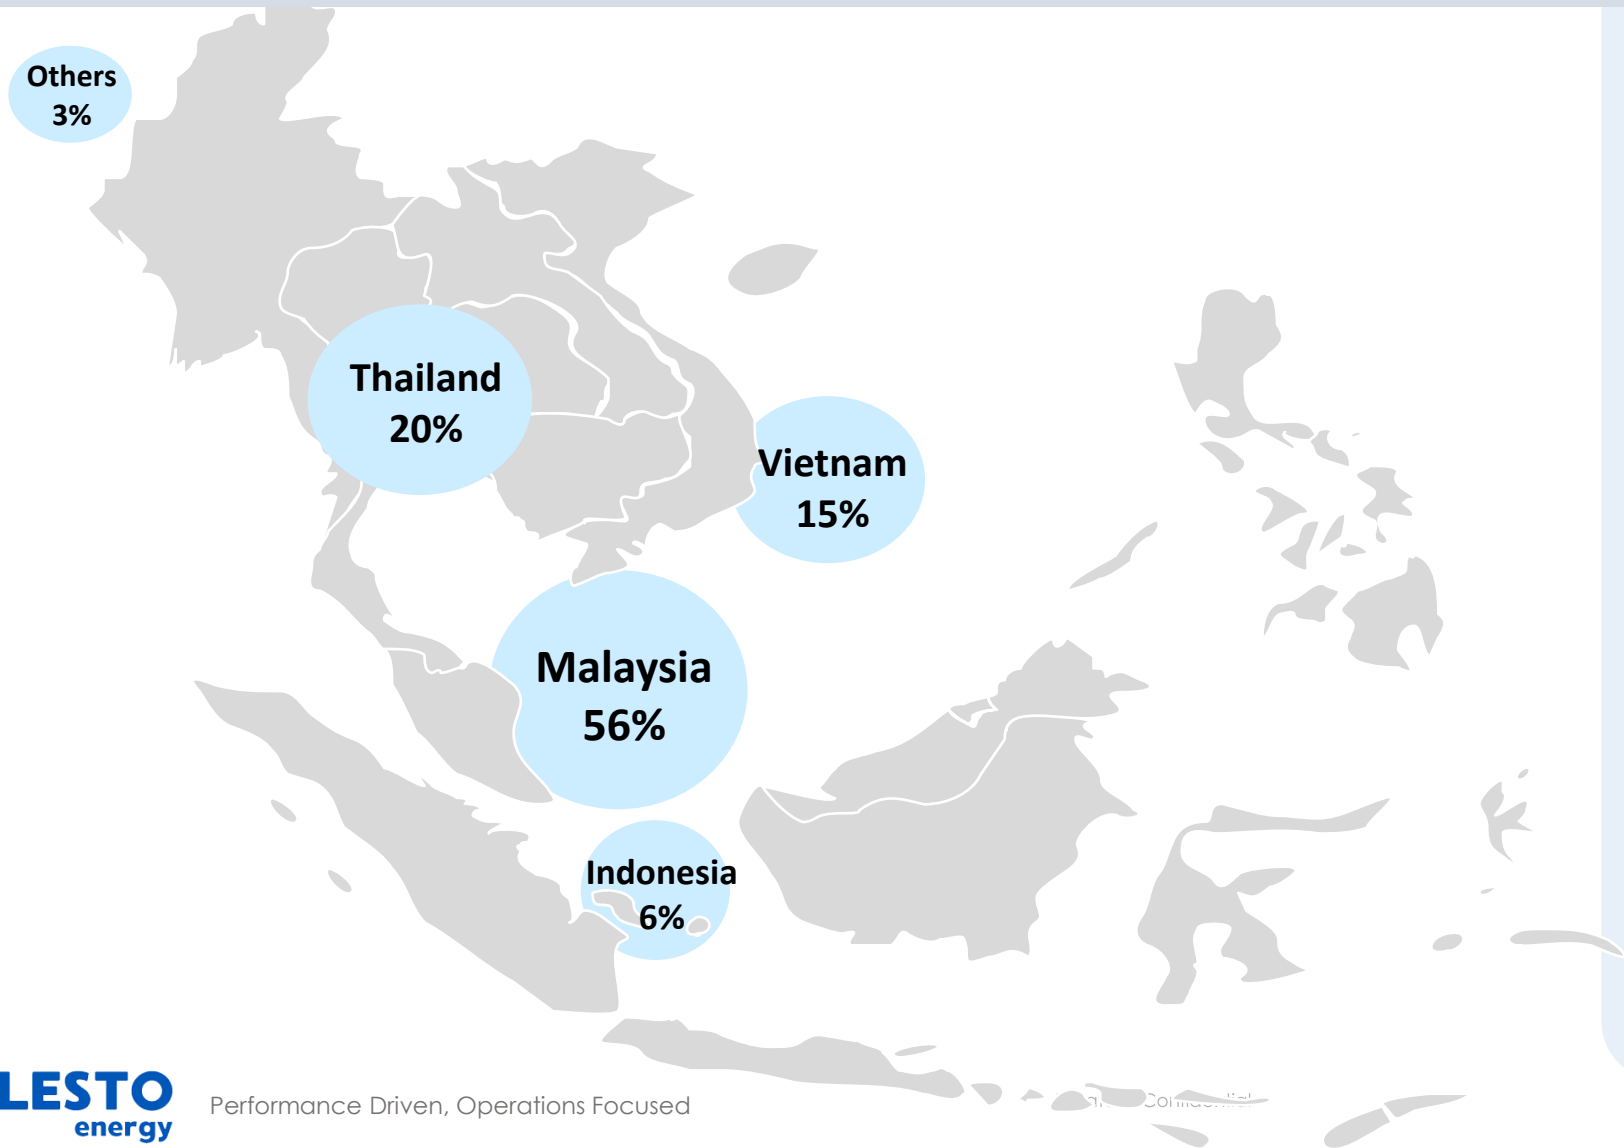 Others
3%
Thailand
20%
Vietnam
15%
Malaysia
56%
Indonesia
6%
LESTO
energy
Performance Driven, Operations Focused